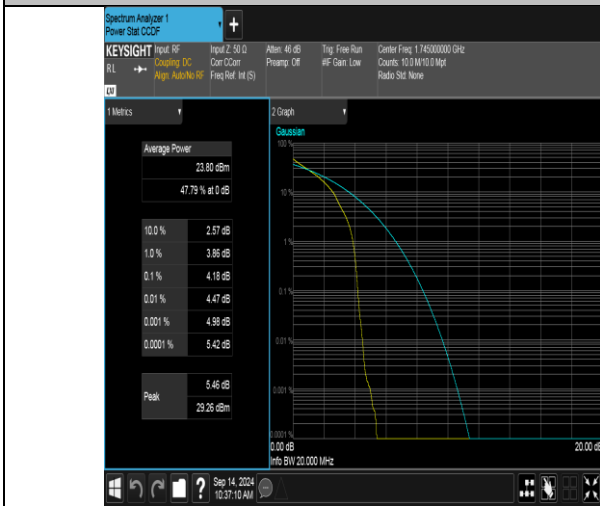 Spectrum Analyzer 1
Power Stat CCDF
+
KEYSIGHT Input: RF Input Z: 50 Ω Atten: 46 dB Trig: Free Run Center Freq: 1.745000000 GHz
RL Coupling: DC Corr CCorr Preamp: Off #IF Gain: Low Counts: 10.0 M/10.0 Mpt
Align: Auto/No RF Freq Ref: Int (S) Radio Std: None
1 Metrics
Average Power
23.80 dBm
47.79 % at 0 dB
10.0 % 2.57 dB
1.0 % 3.86 dB
0.1 % 4.18 dB
0.01 % 4.47 dB
0.001 % 4.98 dB
0.0001 % 5.42 dB
Peak 5.46 dB
29.26 dBm
2 Graph
Gaussian
100 %
10 %
1 %
0.1 %
0.01 %
0.001 %
0.0001 %
0.00 dB 20.00 dB
Info BW 20.000 MHz
?
Sep 14, 2024
10:37:10 AM